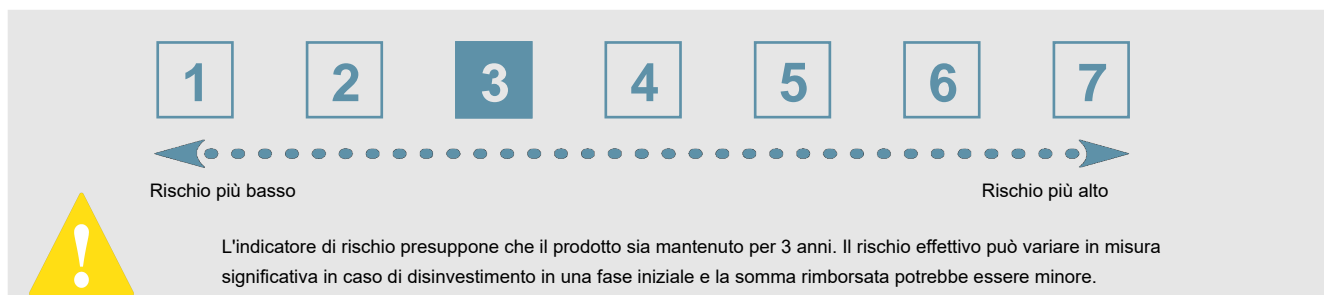 1 2 3 4 5 6 7
Rischio più basso Rischio più alto
!
L'indicatore di rischio presuppone che il prodotto sia mantenuto per 3 anni. Il rischio effettivo può variare in misura
significativa in caso di disinvestimento in una fase iniziale e la somma rimborsata potrebbe essere minore.